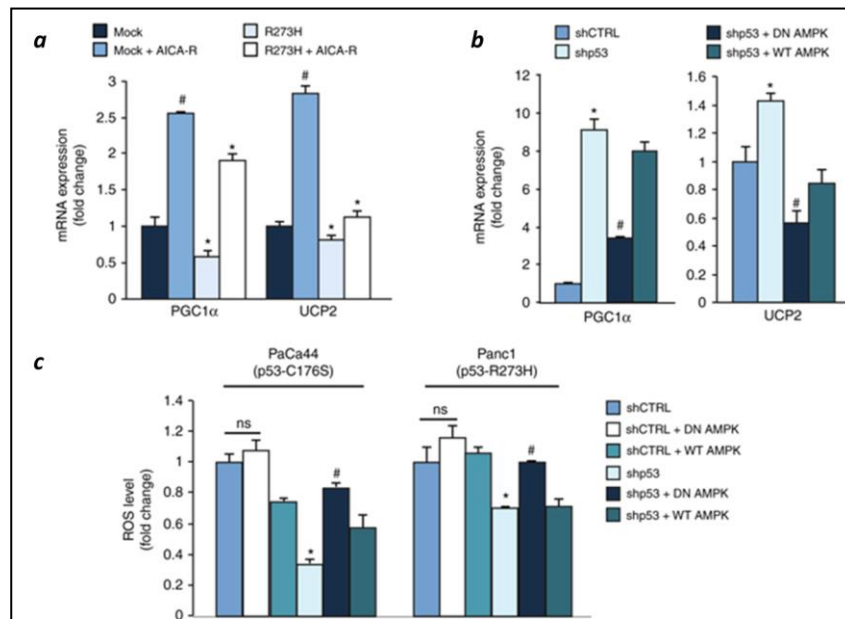 a
Mock
R273H
Mock + AICA-R
R273H + AICA-R
mRNA expression
(fold change)
3
2.5
2
1.5
1
0.5
0
#
*
*
#
*
*
PGC1α
UCP2
b
shCTRL
shp53 + DN AMPK
shp53
shp53 + WT AMPK
mRNA expression
(fold change)
12
10
8
6
4
2
0
*
#
PGC1α
1.6
1.4
1.2
1
0.8
0.6
0.4
0.2
0
*
#
UCP2
c
PaCa44
(p53-C176S)
Panc1
(p53-R273H)
ROS level
(fold change)
1.4
1.2
1
0.8
0.6
0.4
0.2
0
ns
*
#
ns
*
#
shCTRL
shCTRL + DN AMPK
shCTRL + WT AMPK
shp53
shp53 + DN AMPK
shp53 + WT AMPK